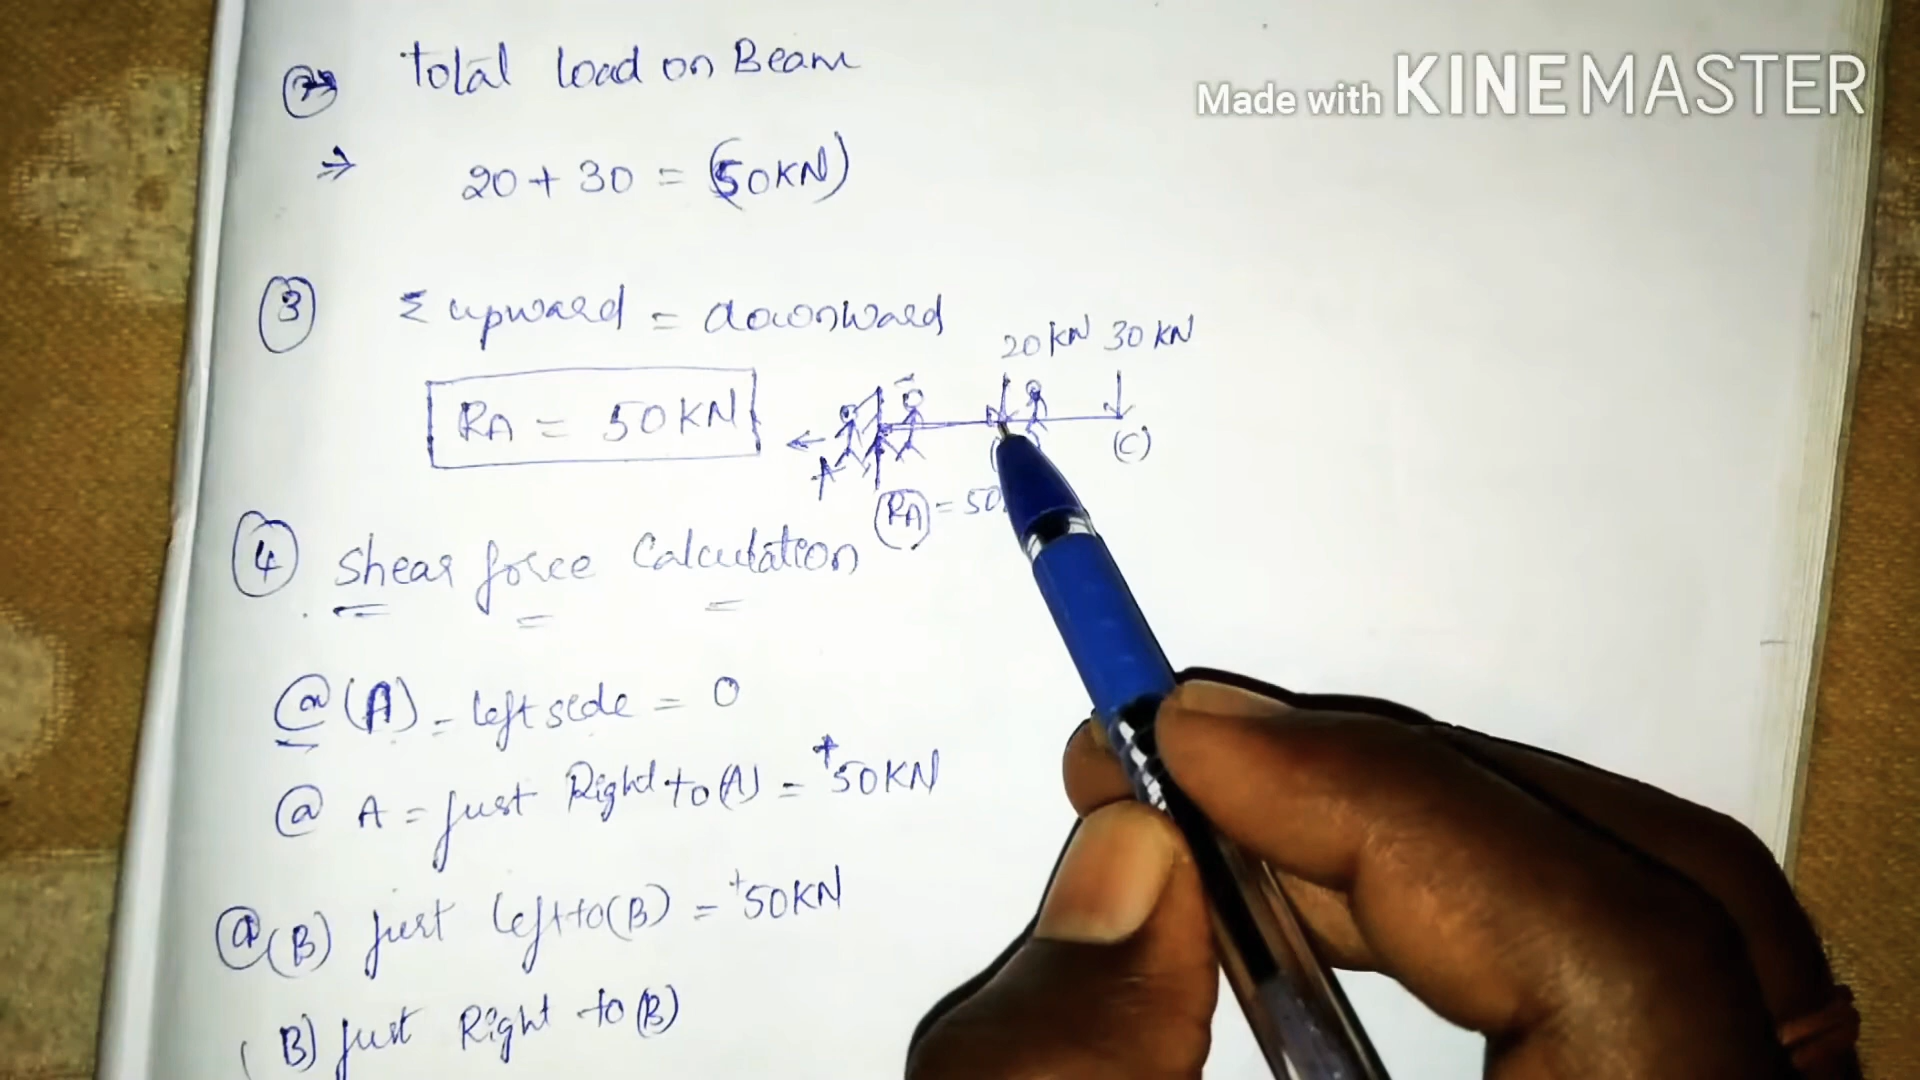 Made with KINEMASTER
② Total load on Beam
⇒ 20 + 30 = (50KN)
③ Σ upward = downward
20 KN 30 KN
RA = 50KN
(C)
(RA) = 50
④ Shear force Calculation
@ (A) - left side = 0
@ A = just Right to (A) = +50KN
@ (B) just left to (B) = +50KN
(B) just Right to (B)